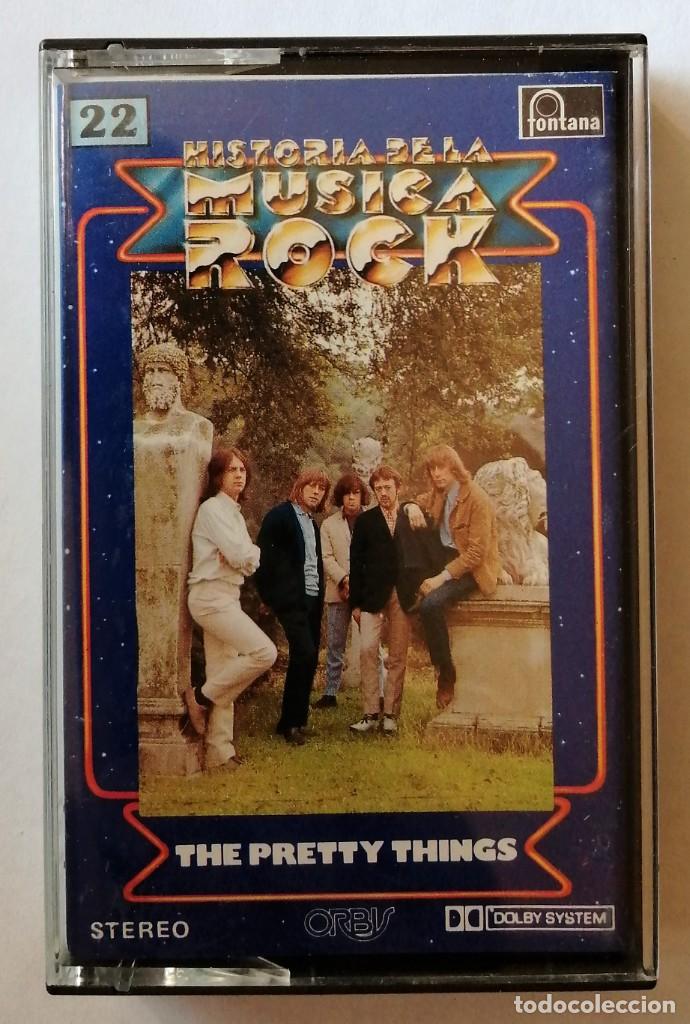 22
fontana
HISTORIA DE LA
MUSICA
ROCK
THE PRETTY THINGS
STEREO
ORBIS
DOLBY SYSTEM
todocoleccion